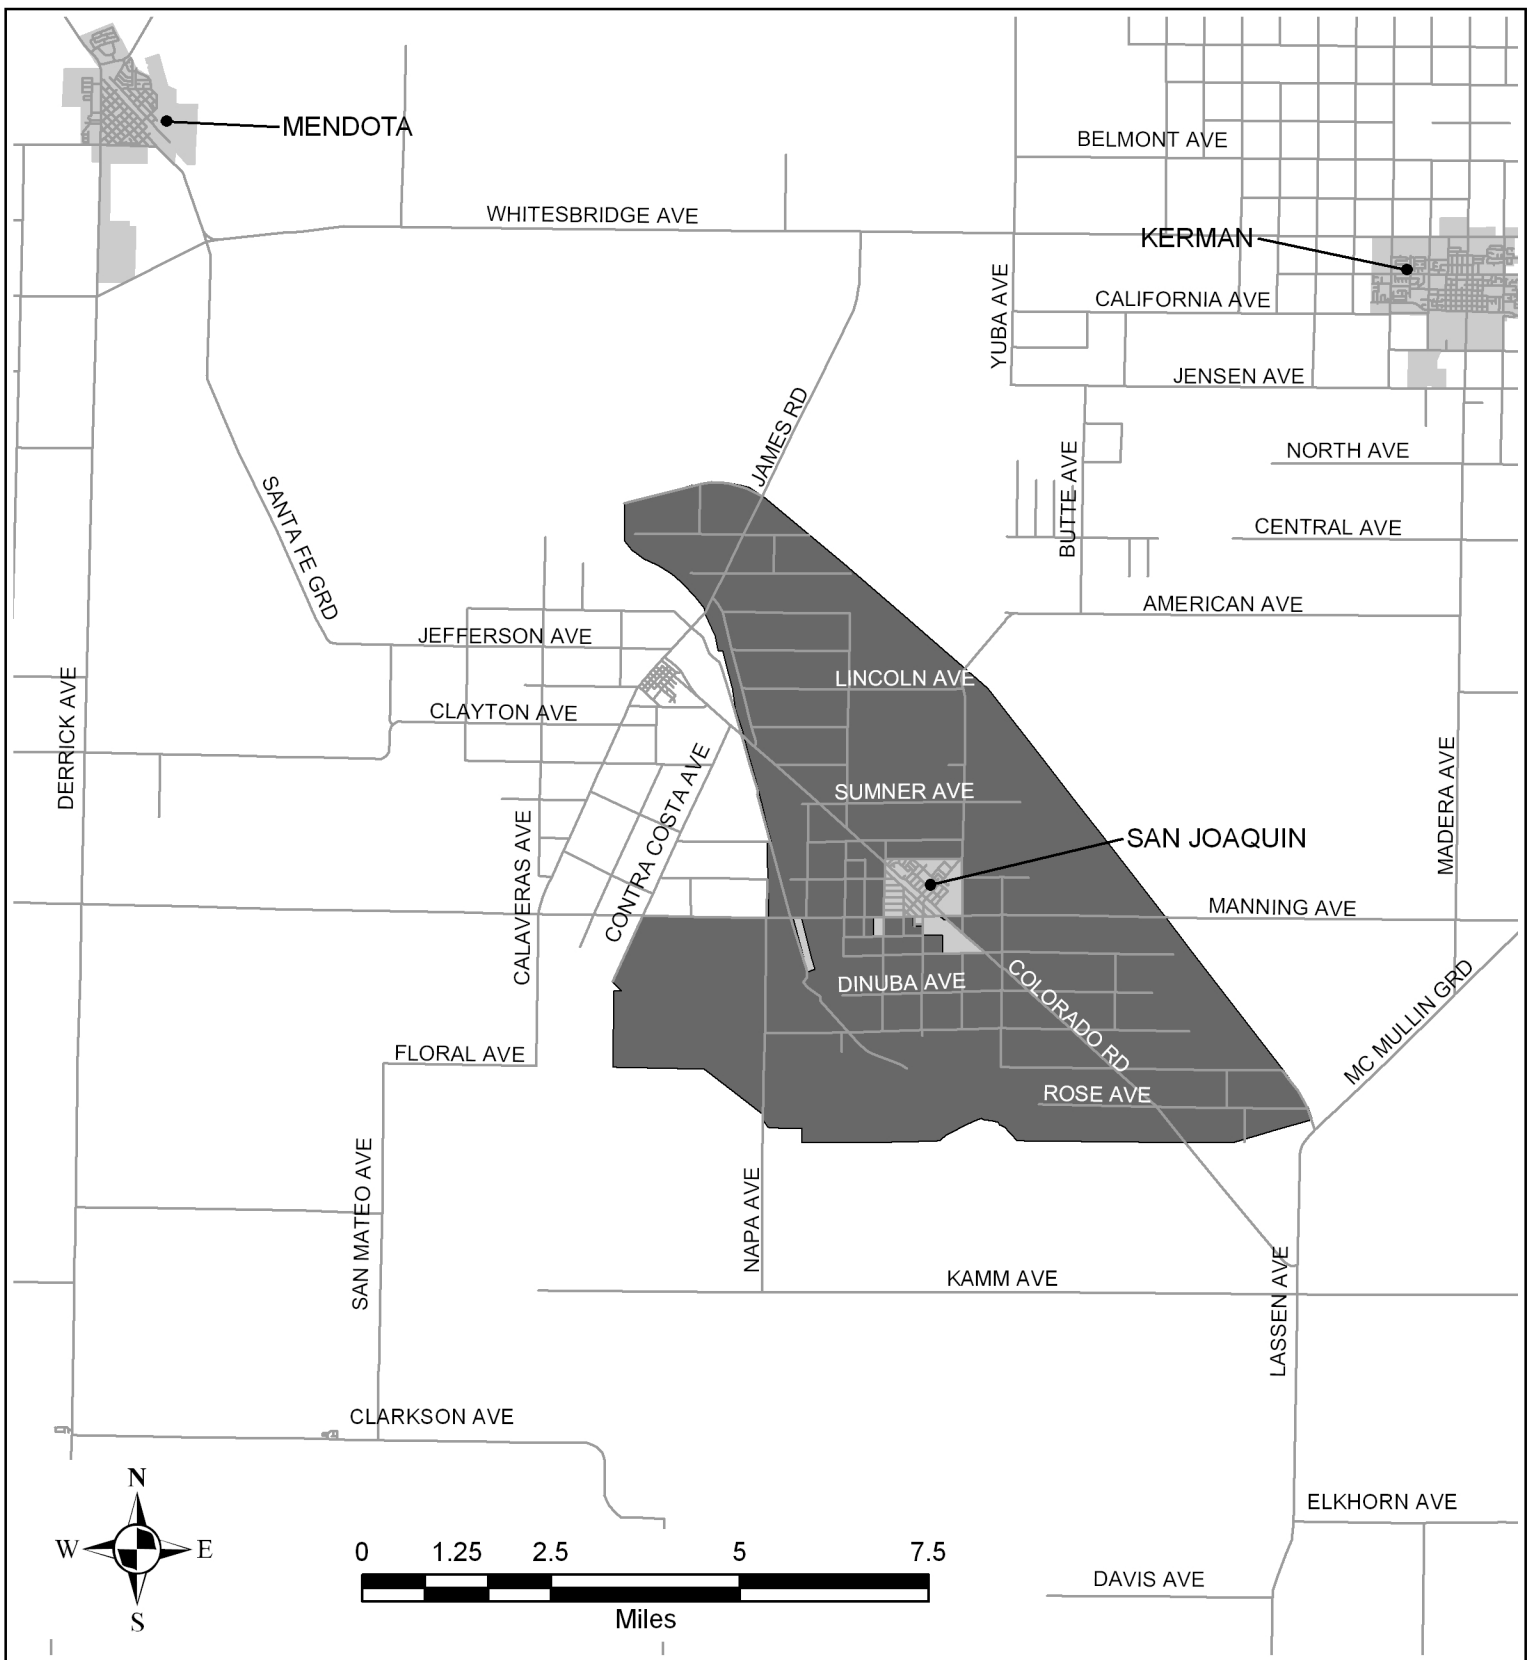 MENDOTA
BELMONT AVE
WHITESBRIDGE AVE
KERMAN
YUBA AVE
CALIFORNIA AVE
JENSEN AVE
JAMES RD
NORTH AVE
BUTTE AVE
SANTA FE GRD
CENTRAL AVE
AMERICAN AVE
JEFFERSON AVE
LINCOLN AVE
DERRICK AVE
CLAYTON AVE
CONTRA COSTA AVE
MADERA AVE
SUMNER AVE
CALAVERAS AVE
SAN JOAQUIN
MANNING AVE
DINUBA AVE
COLORADO RD
MC MULLIN GRD
FLORAL AVE
ROSE AVE
SAN MATEO AVE
NAPA AVE
KAMM AVE
LASSEN AVE
CLARKSON AVE
N
W E
S
ELKHORN AVE
0 1.25 2.5 5 7.5
Miles
DAVIS AVE